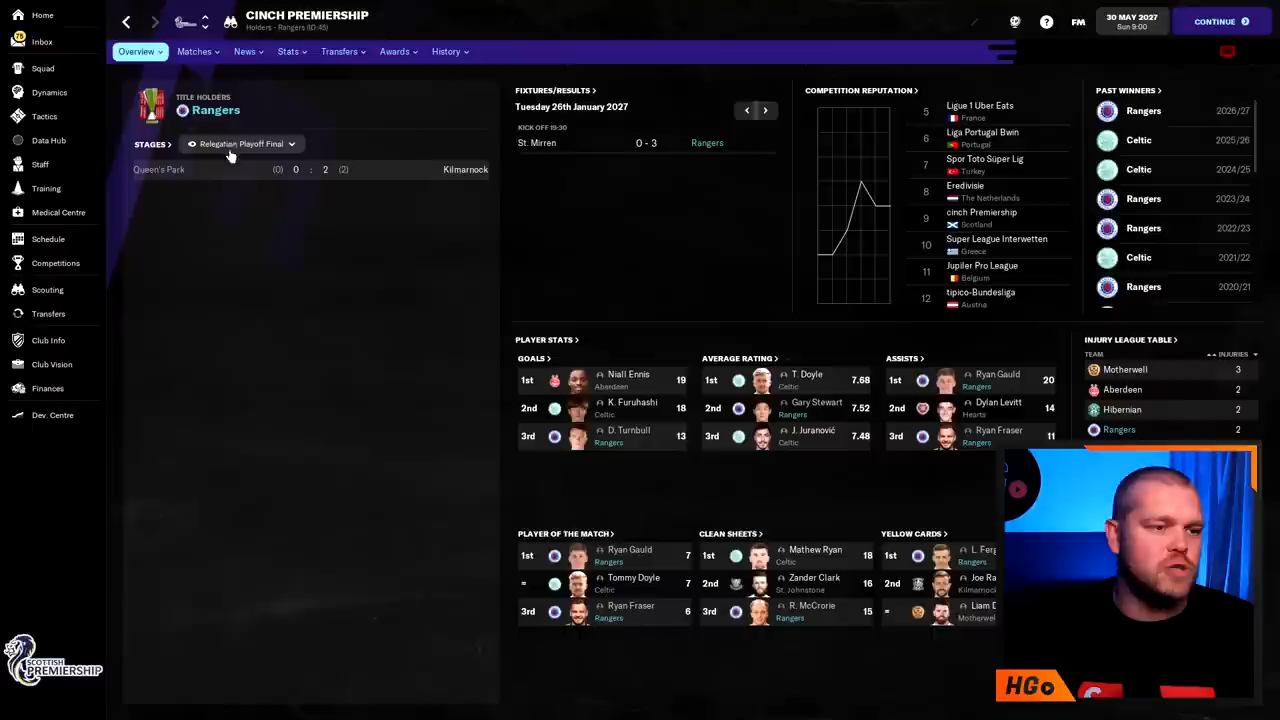 CINCH PREMIERSHIP
Holders - Rangers (ID:45)
FM
30 MAY 2027
Sun 9:00
CONTINUE
Home
75
Inbox
Squad
Dynamics
Tactics
Data Hub
Staff
Training
Medical Centre
Schedule
Competitions
Scouting
Transfers
Club Info
Club Vision
Finances
Dev. Centre
SCOTTISH
PREMIERSHIP
Overview
Matches
News
Stats
Transfers
Awards
History
TITLE HOLDERS
Rangers
STAGES
Relegation Playoff Final
Queen's Park (0) 0 : 2 (2) Kilmarnock
FIXTURES/RESULTS
Tuesday 26th January 2027
KICK OFF 19:30
St. Mirren 0 - 3 Rangers
COMPETITION REPUTATION
5 Ligue 1 Uber Eats
France
6 Liga Portugal Bwin
Portugal
7 Spor Toto Süper Lig
Turkey
8 Eredivisie
The Netherlands
9 cinch Premiership
Scotland
10 Super League Interwetten
Greece
11 Jupiler Pro League
Belgium
12 tipico-Bundesliga
Austria
PAST WINNERS
Rangers 2026/27
Celtic 2025/26
Celtic 2024/25
Rangers 2023/24
Rangers 2022/23
Celtic 2021/22
Rangers 2020/21
PLAYER STATS
GOALS
1st Niall Ennis 19
Aberdeen
2nd K. Furuhashi 18
Celtic
3rd D. Turnbull 13
Rangers
AVERAGE RATING
1st T. Doyle 7.68
Celtic
2nd Gary Stewart 7.52
Rangers
3rd J. Juranović 7.48
Celtic
ASSISTS
1st Ryan Gauld 20
Rangers
2nd Dylan Levitt 14
Hearts
3rd Ryan Fraser 11
Rangers
INJURY LEAGUE TABLE
TEAM INJURIES
Motherwell 3
Aberdeen 2
Hibernian 2
Rangers 2
PLAYER OF THE MATCH
1st Ryan Gauld 7
Rangers
= Tommy Doyle 7
Celtic
3rd Ryan Fraser 6
Rangers
CLEAN SHEETS
1st Mathew Ryan 18
Celtic
2nd Zander Clark 16
St. Johnstone
3rd R. McCrorie 15
Rangers
YELLOW CARDS
1st L. Ferg
Rangers
2nd Joe Ra
Kilmarnock
= Liam D
Motherwell
HGo